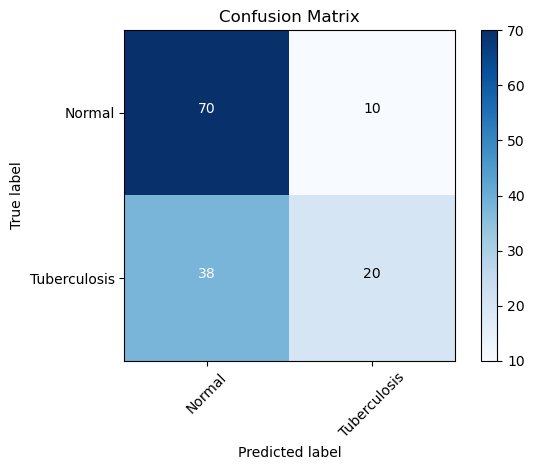 Confusion Matrix
True label
Normal
70
10
Tuberculosis
38
20
Normal
Tuberculosis
Predicted label
70
60
50
40
30
20
10